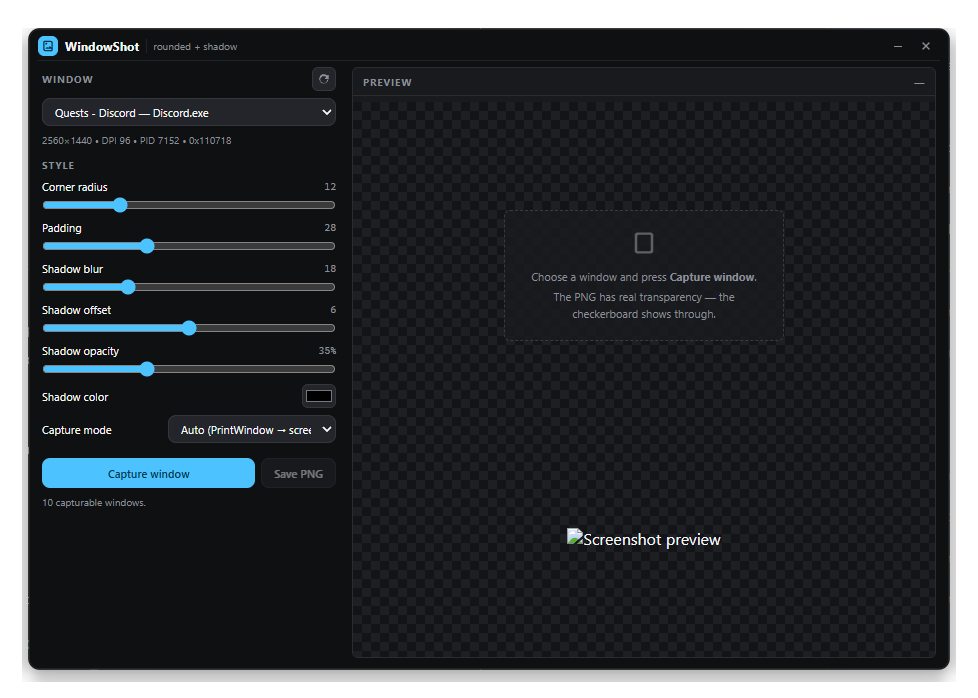 WindowShot rounded + shadow
WINDOW
Quests - Discord — Discord.exe
2560×1440 • DPI 96 • PID 7152 • 0x110718
STYLE
Corner radius 12
Padding 28
Shadow blur 18
Shadow offset 6
Shadow opacity 35%
Shadow color
Capture mode Auto (PrintWindow → scree
Capture window Save PNG
10 capturable windows.
PREVIEW —
Choose a window and press Capture window.
The PNG has real transparency — the
checkerboard shows through.
Screenshot preview